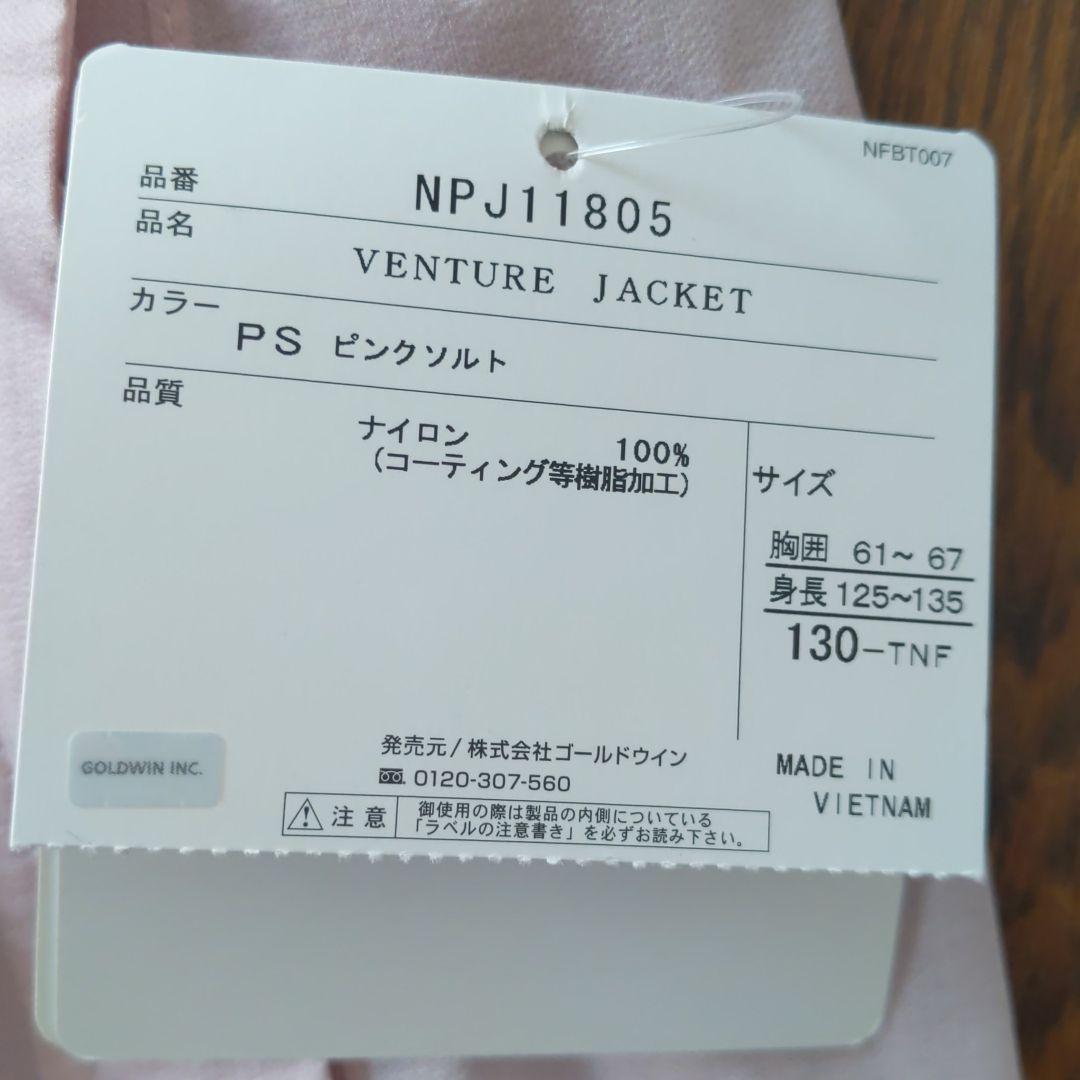 NFBT007
品番 NPJ11805
品名
VENTURE JACKET
カラー
PS ピンクソルト
品質
ナイロン 100%
(コーティング等樹脂加工)
サイズ
胸囲 61~ 67
身長 125~135
130-TNF
GOLDWIN INC.
発売元/株式会社ゴールドウイン
0120-307-560
注意
御使用の際は製品の内側についている
「ラベルの注意書き」を必ずお読み下さい。
MADE IN
VIETNAM